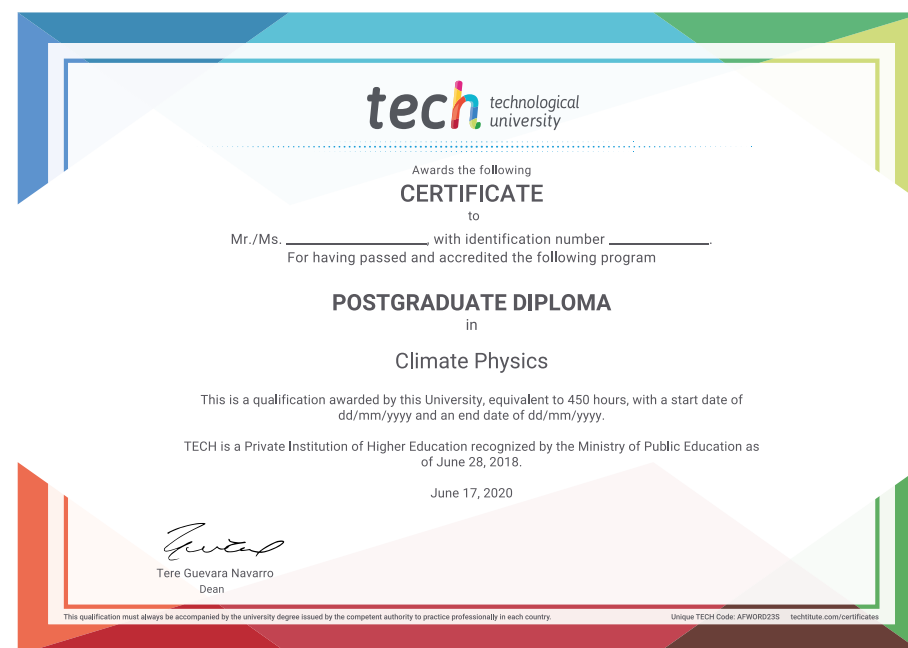 tech technological
university
Awards the following
CERTIFICATE
to
Mr./Ms. ____________, with identification number ____________.
For having passed and accredited the following program
POSTGRADUATE DIPLOMA
in
Climate Physics
This is a qualification awarded by this University, equivalent to 450 hours, with a start date of
dd/mm/yyyy and an end date of dd/mm/yyyy.
TECH is a Private Institution of Higher Education recognized by the Ministry of Public Education as
of June 28, 2018.
June 17, 2020
Tere Guevara Navarro
Dean
This qualification must always be accompanied by the university degree issued by the competent authority to practice professionally in each country. Unique TECH Code: AFWORD23S techtitute.com/certificates